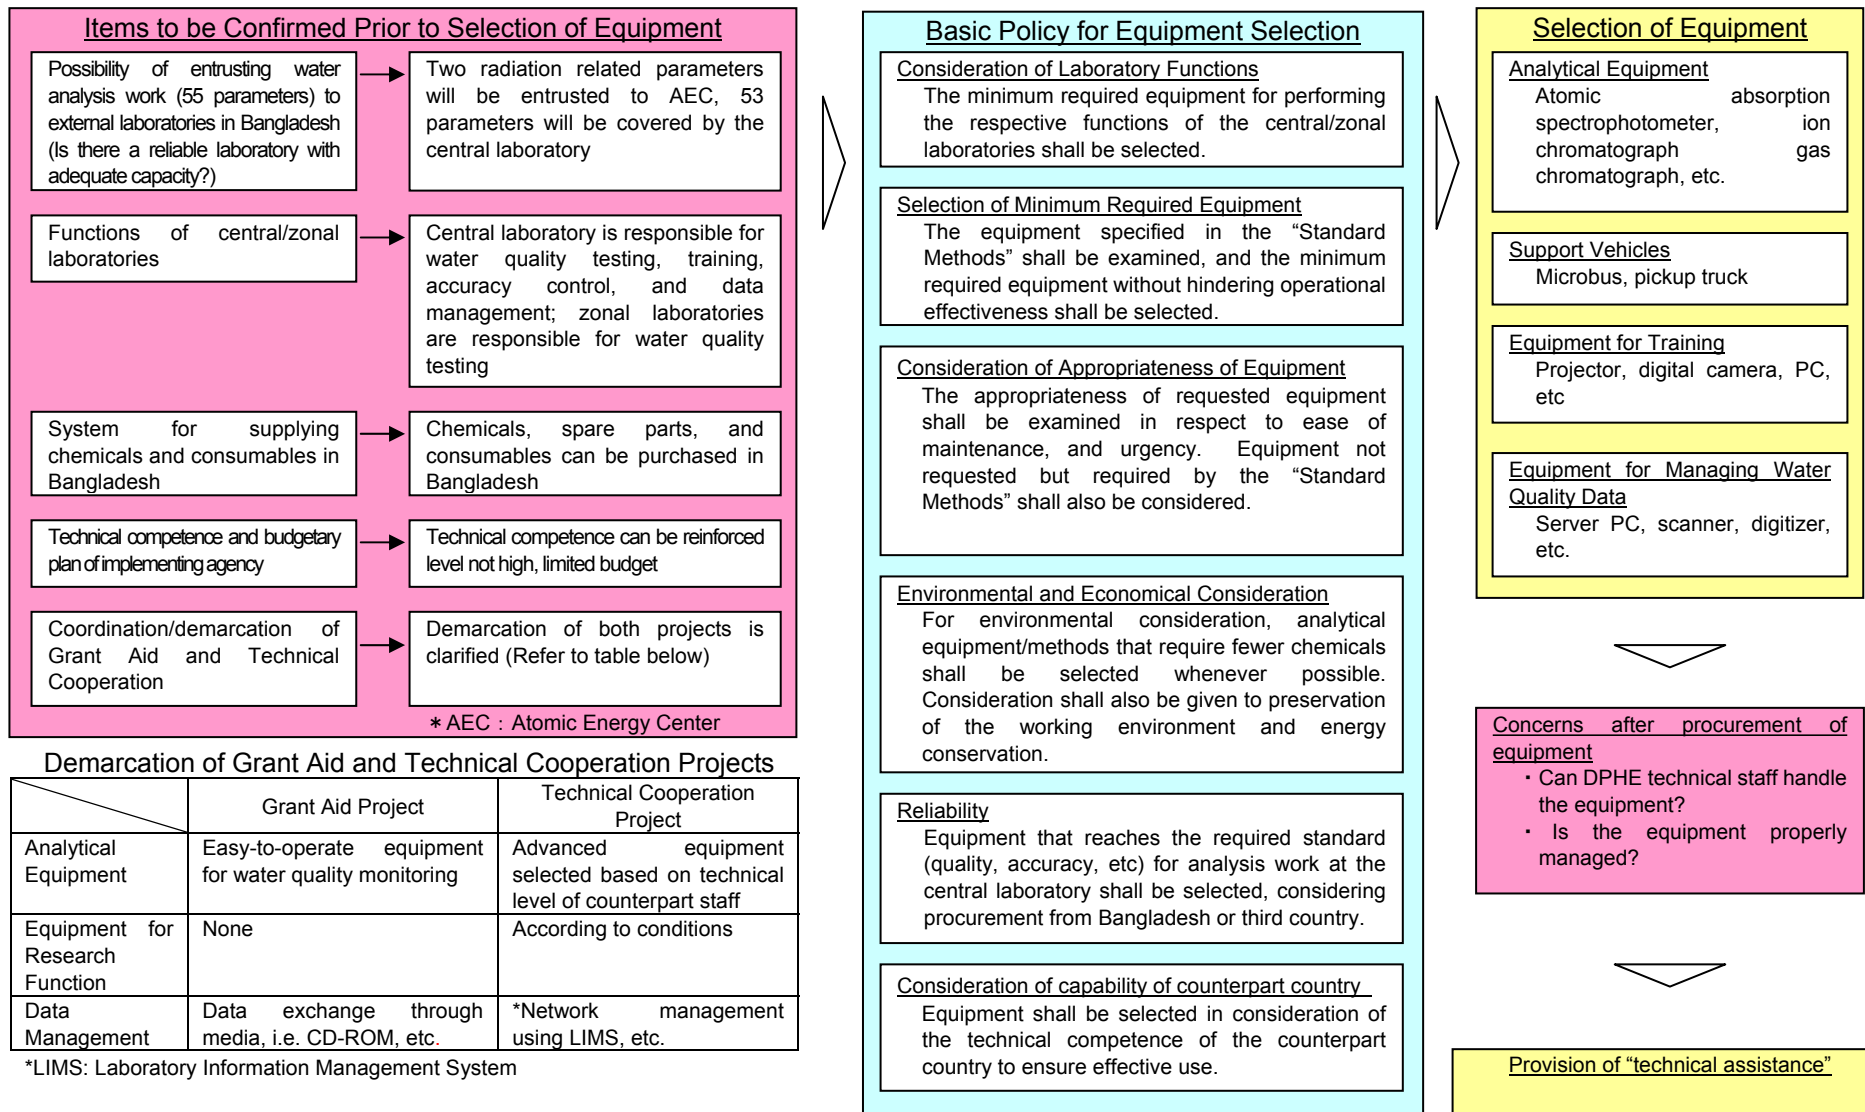 Items to be Confirmed Prior to Selection of Equipment
Possibility of entrusting water
analysis work (55 parameters) to
external laboratories in Bangladesh
(Is there a reliable laboratory with
adequate capacity?)
Two radiation related parameters
will be entrusted to AEC, 53
parameters will be covered by the
central laboratory
Functions of central/zonal
laboratories
Central laboratory is responsible for
water quality testing, training,
accuracy control, and data
management; zonal laboratories
are responsible for water quality
testing
System for supplying
chemicals and consumables in
Bangladesh
Chemicals, spare parts, and
consumables can be purchased in
Bangladesh
Technical competence and budgetary
plan of implementing agency
Technical competence can be reinforced
level not high, limited budget
Coordination/demarcation of
Grant Aid and Technical
Cooperation
Demarcation of both projects is
clarified (Refer to table below)
*AEC : Atomic Energy Center
Demarcation of Grant Aid and Technical Cooperation Projects
Grant Aid Project
Technical Cooperation
Project
Analytical
Equipment
Easy-to-operate equipment
for water quality monitoring
Advanced equipment
selected based on technical
level of counterpart staff
Equipment for
Research
Function
None
According to conditions
Data
Management
Data exchange through
media, i.e. CD-ROM, etc.
*Network management
using LIMS, etc.
*LIMS: Laboratory Information Management System
Basic Policy for Equipment Selection
Consideration of Laboratory Functions
The minimum required equipment for performing
the respective functions of the central/zonal
laboratories shall be selected.
Selection of Minimum Required Equipment
The equipment specified in the “Standard
Methods” shall be examined, and the minimum
required equipment without hindering operational
effectiveness shall be selected.
Consideration of Appropriateness of Equipment
The appropriateness of requested equipment
shall be examined in respect to ease of
maintenance, and urgency. Equipment not
requested but required by the “Standard
Methods” shall also be considered.
Environmental and Economical Consideration
For environmental consideration, analytical
equipment/methods that require fewer chemicals
shall be selected whenever possible.
Consideration shall also be given to preservation
of the working environment and energy
conservation.
Reliability
Equipment that reaches the required standard
(quality, accuracy, etc) for analysis work at the
central laboratory shall be selected, considering
procurement from Bangladesh or third country.
Consideration of capability of counterpart country
Equipment shall be selected in consideration of
the technical competence of the counterpart
country to ensure effective use.
Selection of Equipment
Analytical Equipment
Atomic absorption
spectrophotometer, ion
chromatograph gas
chromatograph, etc.
Support Vehicles
Microbus, pickup truck
Equipment for Training
Projector, digital camera, PC,
etc
Equipment for Managing Water
Quality Data
Server PC, scanner, digitizer,
etc.
Concerns after procurement of
equipment
・Can DPHE technical staff handle
the equipment?
・Is the equipment properly
managed?
Provision of “technical assistance”